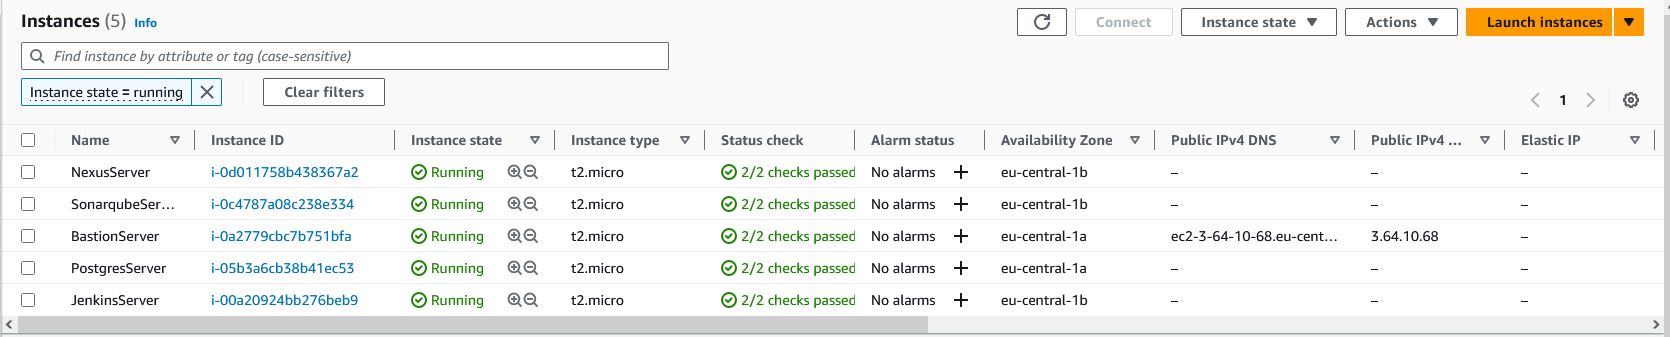 Instances (5) Info Connect Instance state Actions Launch instances
Find instance by attribute or tag (case-sensitive)
Instance state = running Clear filters
1
Name Instance ID Instance state Instance type Status check Alarm status Availability Zone Public IPv4 DNS Public IPv4 ... Elastic IP
NexusServer i-0d011758b438367a2 Running t2.micro 2/2 checks passed No alarms + eu-central-1b – – –
SonarqubeSer... i-0c4787a08c238e334 Running t2.micro 2/2 checks passed No alarms + eu-central-1b – – –
BastionServer i-0a2779cbc7b751bfa Running t2.micro 2/2 checks passed No alarms + eu-central-1a ec2-3-64-10-68.eu-cent... 3.64.10.68 –
PostgresServer i-05b3a6cb38b41ec53 Running t2.micro 2/2 checks passed No alarms + eu-central-1a – – –
JenkinsServer i-00a20924bb276beb9 Running t2.micro 2/2 checks passed No alarms + eu-central-1b – – –